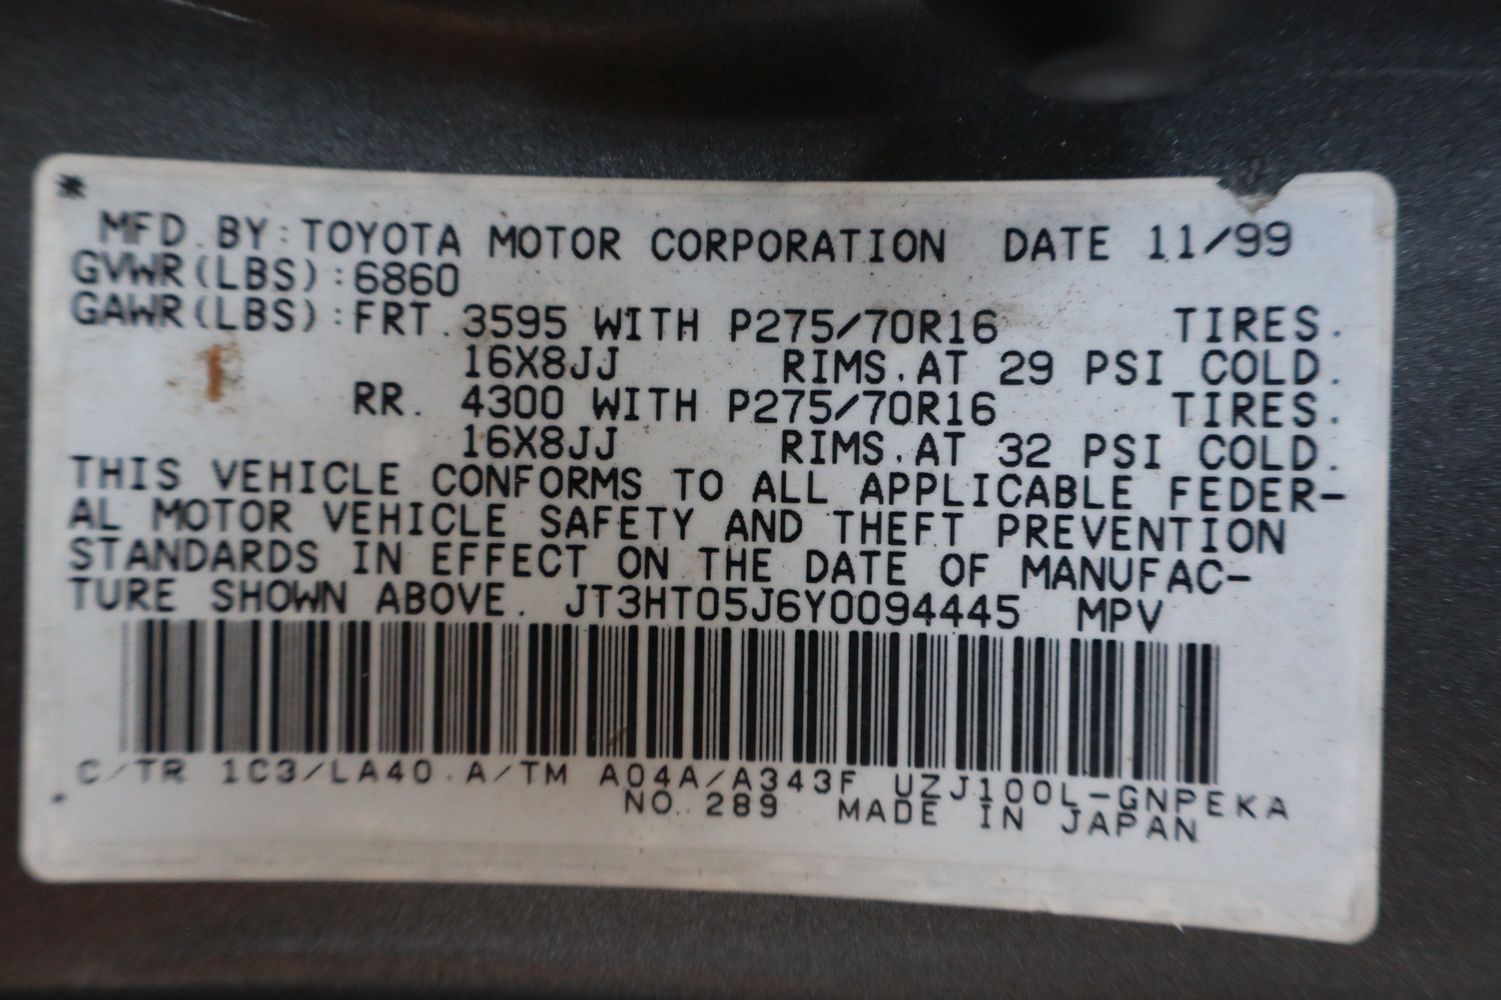 *
MFD. BY: TOYOTA MOTOR CORPORATION DATE 11/99
GVWR(LBS):6860
GAWR(LBS):FRT. 3595 WITH P275/70R16 TIRES.
16X8JJ RIMS.AT 29 PSI COLD.
RR. 4300 WITH P275/70R16 TIRES.
16X8JJ RIMS.AT 32 PSI COLD.
THIS VEHICLE CONFORMS TO ALL APPLICABLE FEDER-
AL MOTOR VEHICLE SAFETY AND THEFT PREVENTION
STANDARDS IN EFFECT ON THE DATE OF MANUFAC-
TURE SHOWN ABOVE. JT3HT05J6Y0094445 MPV
C/TR 1C3/LA40.A/TM A04A/A343F UZJ100L-GNPEKA
NO. 289 MADE IN JAPAN